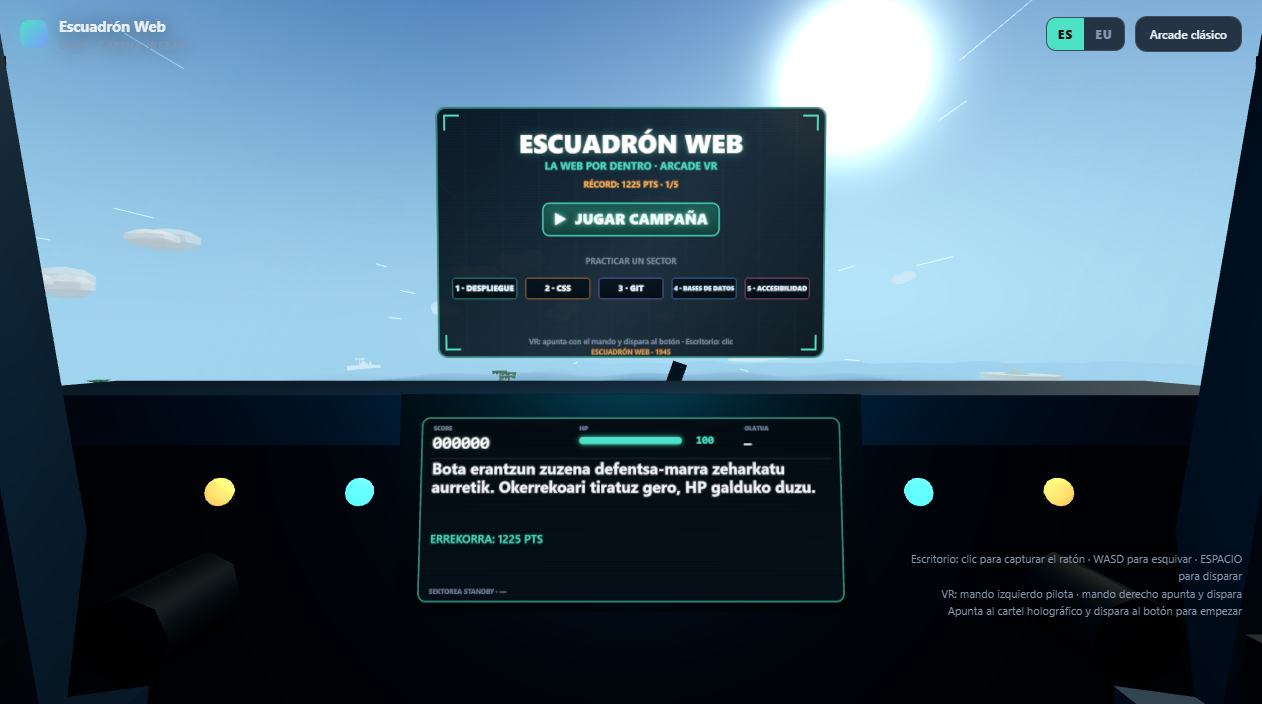 Escuadrón Web
ES EU
Arcade clásico
ESCUADRÓN WEB
LA WEB POR DENTRO · ARCADE VR
RÉCORD: 1225 PTS · 1/5
▶ JUGAR CAMPAÑA
PRACTICAR UN SECTOR
1 · DESPLIEGUE 2 · CSS 3 · GIT 4 · BASES DE DATOS 5 · ACCESIBILIDAD
VR: apunta con el mando y dispara al botón · Escritorio: clic
ESCUADRÓN WEB · 1945
SCORE HP OLATUA
000000 100 —
Bota erantzun zuzena defentsa-marra zeharkatu
aurretik. Okerrekoari tiratuz gero, HP galduko duzu.
ERREKORRA: 1225 PTS
SEKTOREA STANDBY · —
Escritorio: clic para capturar el ratón · WASD para esquivar · ESPACIO
para disparar
VR: mando izquierdo pilota · mando derecho apunta y dispara
Apunta al cartel holográfico y dispara al botón para empezar